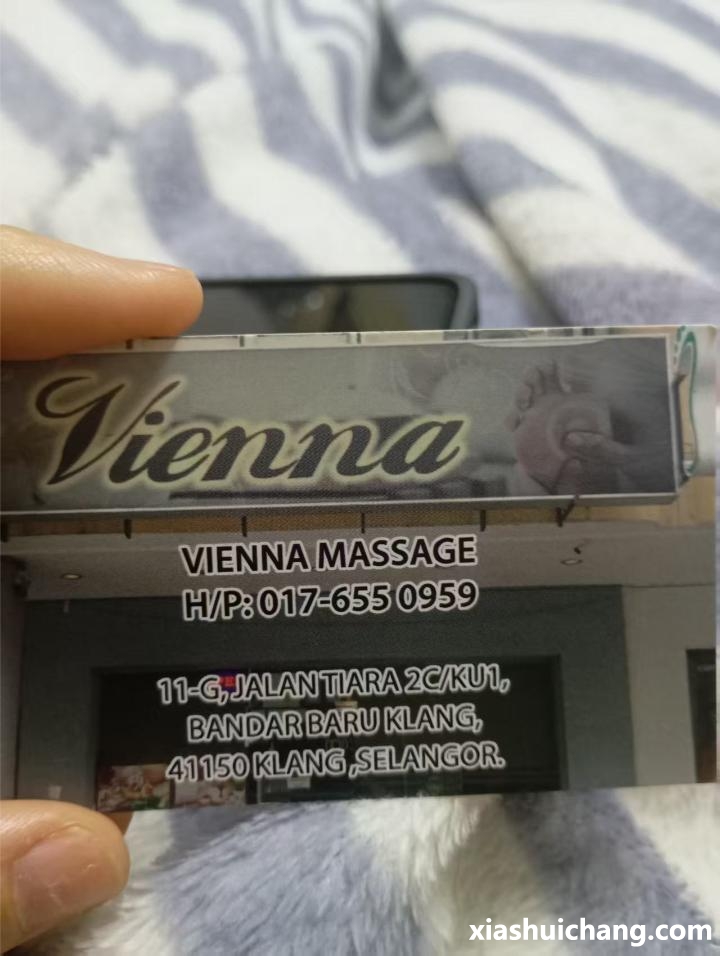 Vienna
VIENNA MASSAGE
H/P: 017-655 0959
11-G, JALAN TIARA 2C/KU1,
BANDAR BARU KLANG,
41150 KLANG ,SELANGOR.
xiashuichang.com